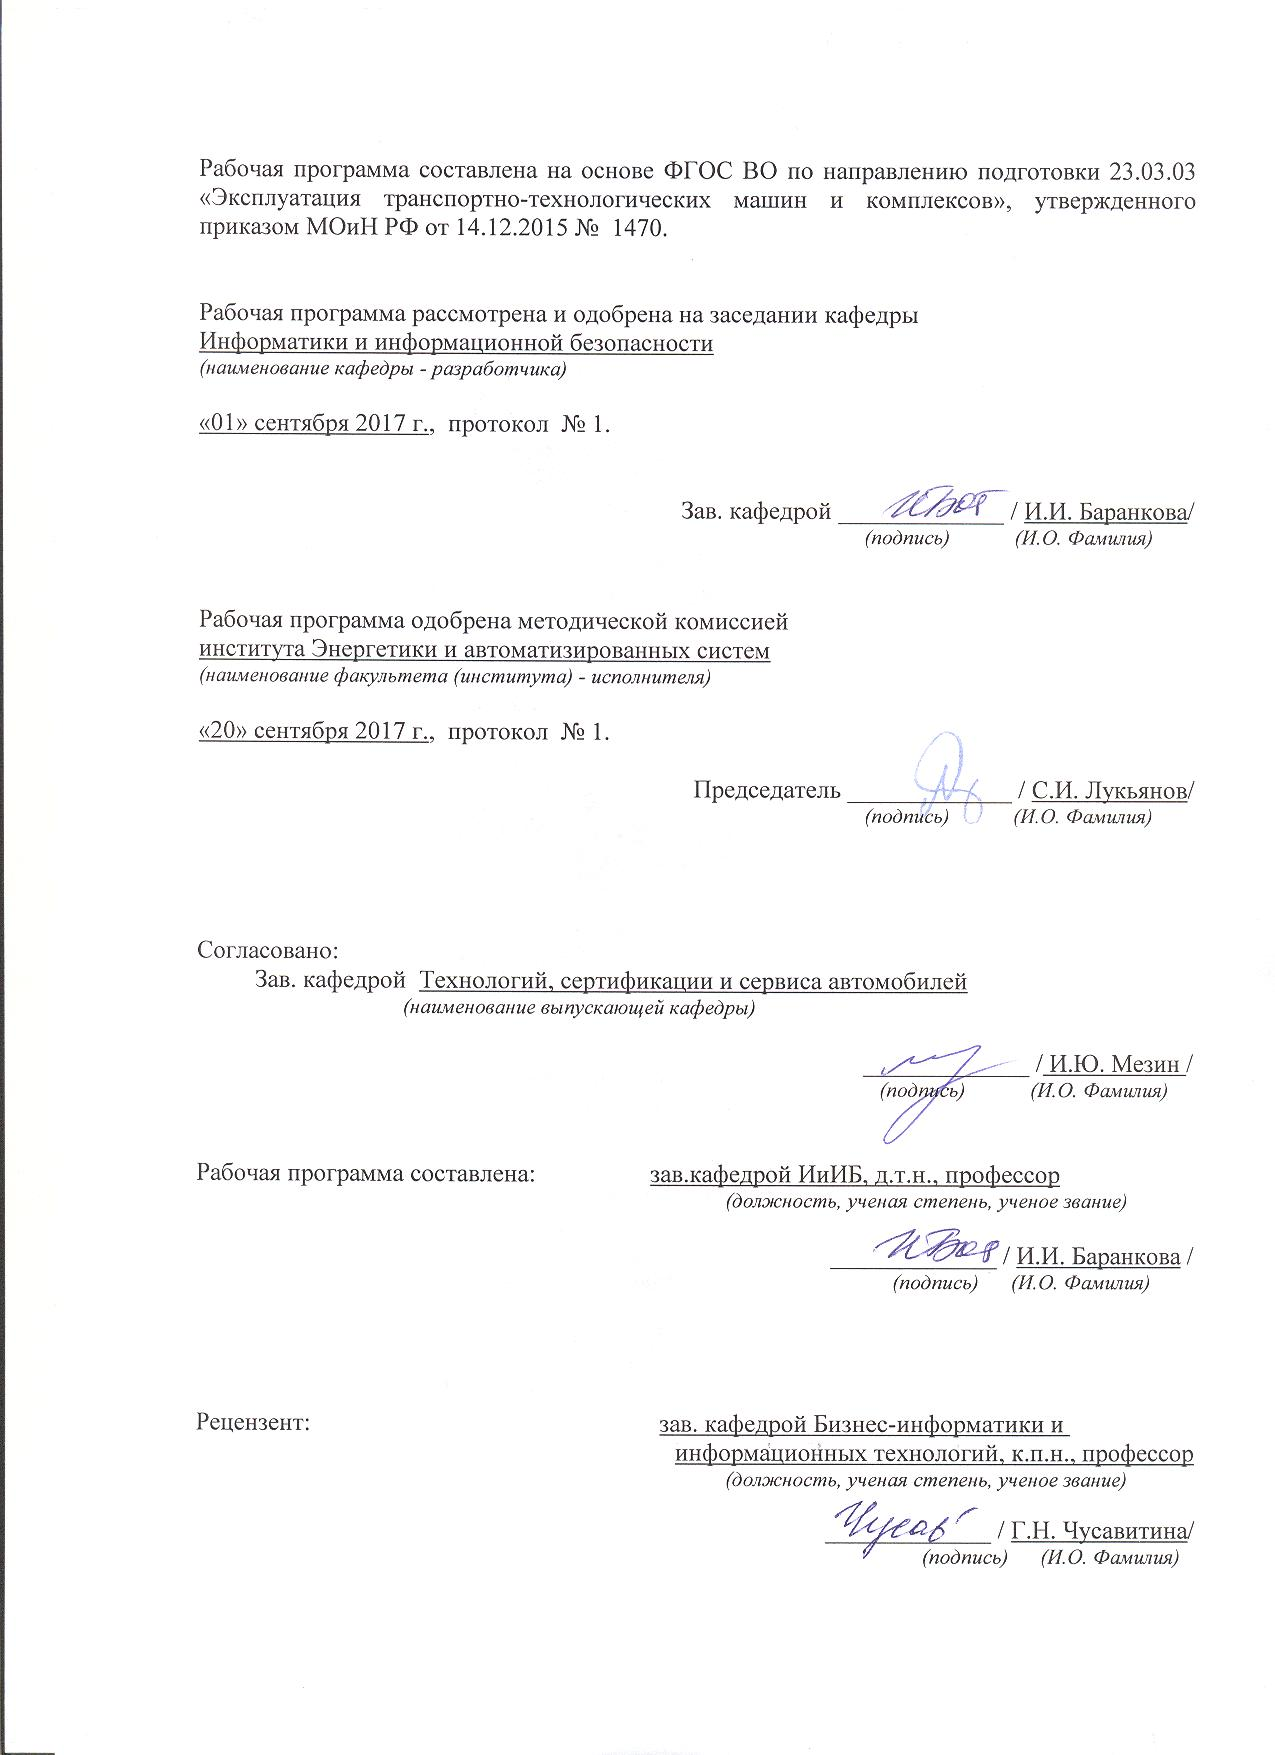 Рабочая программа составлена на основе ФГОС ВО по направлению подготовки 23.03.03
«Эксплуатация транспортно-технологических машин и комплексов», утвержденного
приказом МОиН РФ от 14.12.2015 № 1470.
Рабочая программа рассмотрена и одобрена на заседании кафедры
Информатики и информационной безопасности
(наименование кафедры - разработчика)
«01» сентября 2017 г., протокол № 1.
Зав. кафедрой _____________ / И.И. Баранкова/
(подпись) (И.О. Фамилия)
Рабочая программа одобрена методической комиссией
института Энергетики и автоматизированных систем
(наименование факультета (института) - исполнителя)
«20» сентября 2017 г., протокол № 1.
Председатель _____________ / С.И. Лукьянов/
(подпись) (И.О. Фамилия)
Согласовано:
Зав. кафедрой Технологий, сертификации и сервиса автомобилей
(наименование выпускающей кафедры)
_____________ / И.Ю. Мезин /
(подпись) (И.О. Фамилия)
Рабочая программа составлена: зав.кафедрой ИиИБ, д.т.н., профессор
(должность, ученая степень, ученое звание)
_____________ / И.И. Баранкова /
(подпись) (И.О. Фамилия)
Рецензент: зав. кафедрой Бизнес-информатики и
информационных технологий, к.п.н., профессор
(должность, ученая степень, ученое звание)
_____________ / Г.Н. Чусавитина/
(подпись) (И.О. Фамилия)